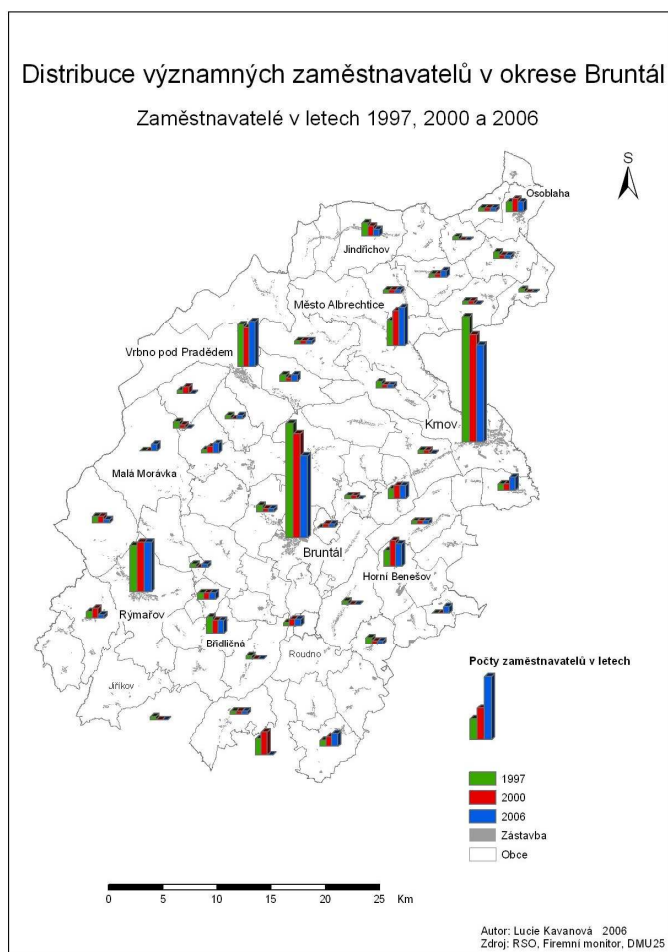 Distribuce významných zaměstnavatelů v okrese Bruntál
Zaměstnavatelé v letech 1997, 2000 a 2006
S
Osoblaha
Jindřichov
Město Albrechtice
Vrbno pod Pradědem
Krnov
Malá Morávka
Bruntál
Horní Benešov
Rýmařov
Břidličná
Roudno
Jiříkov
Počty zaměstnavatelů v letech
1997
2000
2006
Zástavba
Obce
0 5 10 15 20 25 Km
Autor: Lucie Kavanová 2006
Zdroj: RSO, Firemní monitor, DMU25